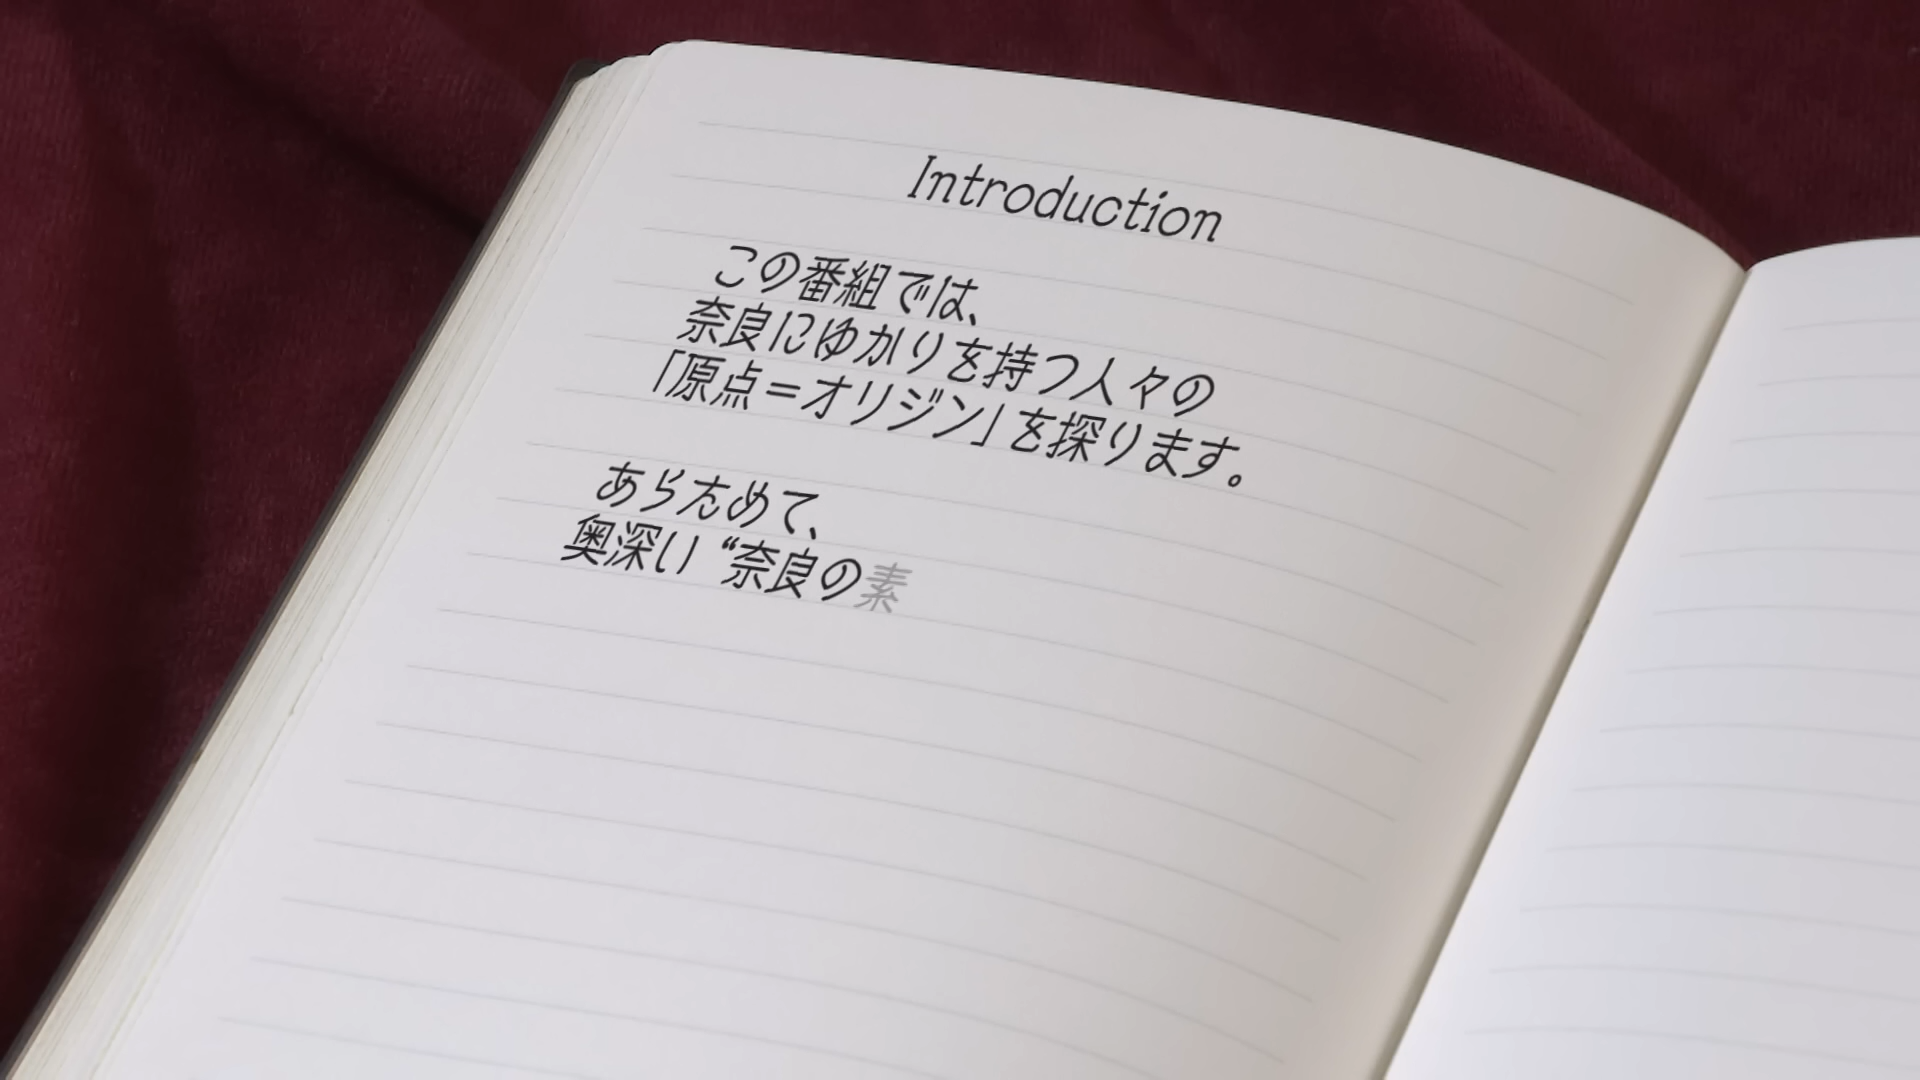 Introduction
この番組では、
奈良にゆかりを持つ人々の
「原点＝オリジン」を探ります。
あらためて、
奥深い“奈良の素